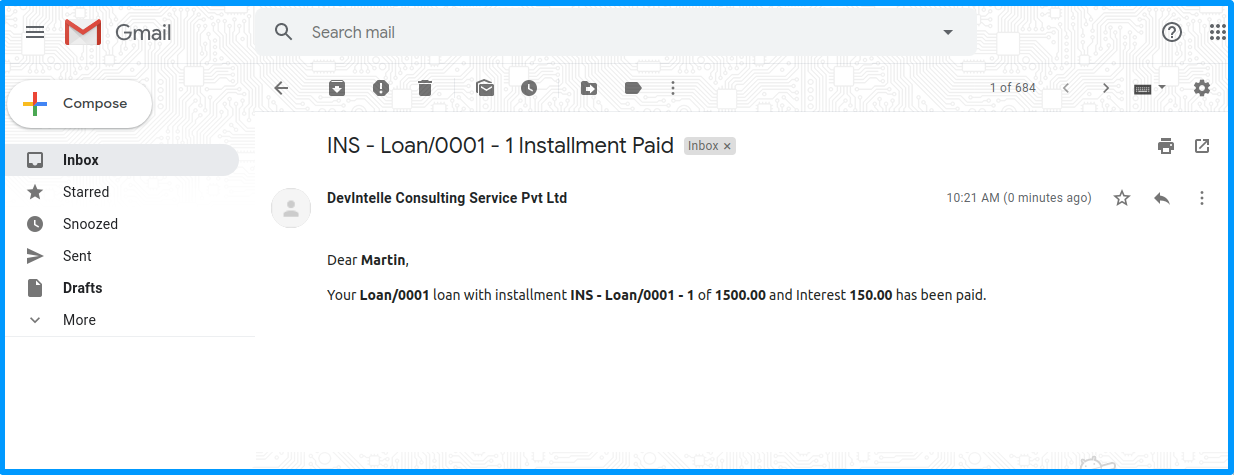 Gmail
Search mail
Compose
1 of 684
Inbox
Starred
Snoozed
Sent
Drafts
More
INS - Loan/0001 - 1 Installment Paid Inbox ×
DevIntelle Consulting Service Pvt Ltd 10:21 AM (0 minutes ago)
Dear Martin,
Your Loan/0001 loan with installment INS - Loan/0001 - 1 of 1500.00 and Interest 150.00 has been paid.